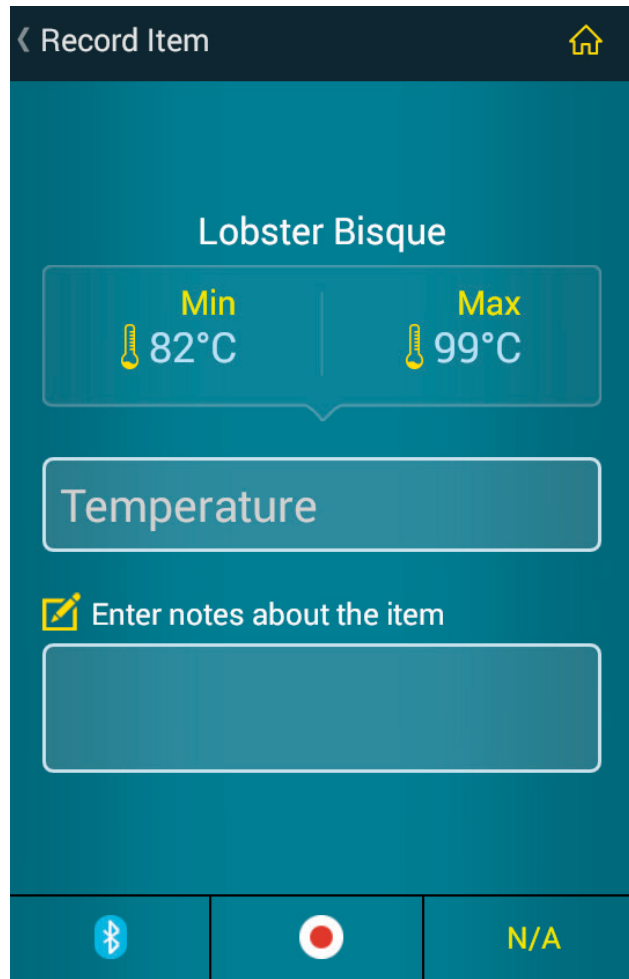 Record Item
Lobster Bisque
Min Max
82°C 99°C
Temperature
Enter notes about the item
N/A